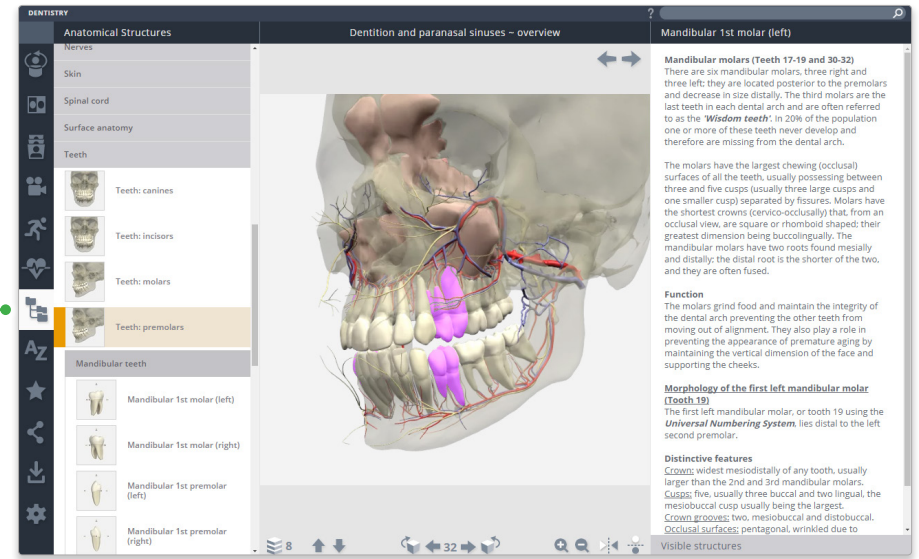 DENTISTRY
?
Anatomical Structures
Dentition and paranasal sinuses ~ overview
Mandibular 1st molar (left)
Nerves
Skin
Spinal cord
Surface anatomy
Teeth
Teeth: canines
Teeth: incisors
Teeth: molars
Teeth: premolars
Mandibular teeth
Mandibular 1st molar (left)
Mandibular 1st molar (right)
Mandibular 1st premolar
(left)
Mandibular 1st premolar
(right)
AZ
8
32
Mandibular molars (Teeth 17-19 and 30-32)
There are six mandibular molars, three right and
three left; they are located posterior to the premolars
and decrease in size distally. The third molars are the
last teeth in each dental arch and are often referred
to as the 'Wisdom teeth'. In 20% of the population
one or more of these teeth never develop and
therefore are missing from the dental arch.
The molars have the largest chewing (occlusal)
surfaces of all the teeth, usually possessing between
three and five cusps (usually three large cusps and
one smaller cusp) separated by fissures. Molars have
the shortest crowns (cervico-occlusally) that, from an
occlusal view, are square or rhomboid shaped; their
greatest dimension being buccolingually. The
mandibular molars have two roots found mesially
and distally; the distal root is the shorter of the two,
and they are often fused.
Function
The molars grind food and maintain the integrity of
the dental arch preventing the other teeth from
moving out of alignment. They also play a role in
preventing the appearance of premature aging by
maintaining the vertical dimension of the face and
supporting the cheeks.
Morphology of the first left mandibular molar
(Tooth 19)
The first left mandibular molar, or tooth 19 using the
Universal Numbering System, lies distal to the left
second premolar.
Distinctive features
Crown: widest mesiodistally of any tooth, usually
larger than the 2nd and 3rd mandibular molars.
Cusps: five, usually three buccal and two lingual, the
mesiobuccal cusp usually being the largest.
Crown grooves: two, mesiobuccal and distobuccal.
Occlusal surfaces: pentagonal, wrinkled due to
Visible structures